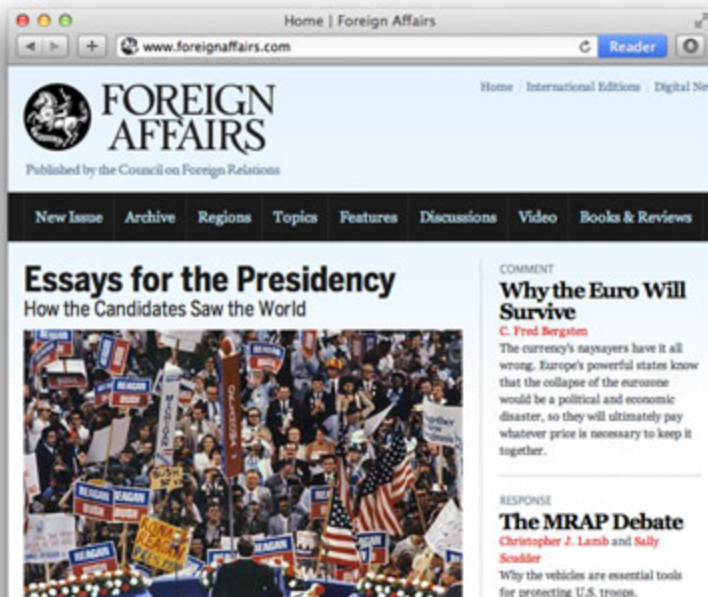 Home | Foreign Affairs
www.foreignaffairs.com
Reader
Home | International Editions | Digital
FOREIGN
AFFAIRS
Published by the Council on Foreign Relations
New Issue Archive Regions Topics Features Discussions Video Books & Reviews
Essays for the Presidency
How the Candidates Saw the World
REAGAN
BUSH
COMMENT
Why the Euro Will
Survive
C. Fred Bergsten
The currency's naysayers have it all
wrong. Europe's powerful states know
that the collapse of the eurozone
would be a political and economic
disaster, so they will ultimately pay
whatever price is necessary to keep it
together.
RESPONSE
The MRAP Debate
Christopher J. Lamb and Sally
Scudder
Why the vehicles are essential tools
for protecting U.S. troops.